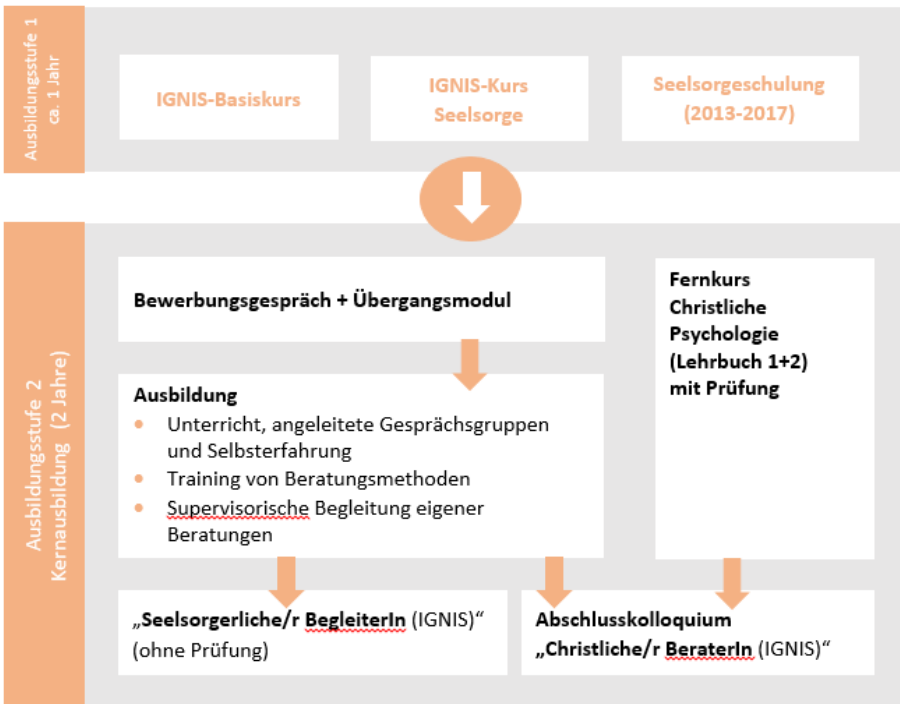 Ausbildungsstufe 1
ca. 1 Jahr
IGNIS-Basiskurs
IGNIS-Kurs
Seelsorge
Seelsorgeschulung
(2013-2017)
Ausbildungsstufe 2
Kernausbildung (2 Jahre)
Bewerbungsgespräch + Übergangsmodul
Ausbildung
• Unterricht, angeleitete Gesprächsgruppen
und Selbsterfahrung
• Training von Beratungsmethoden
• Supervisorische Begleitung eigener
Beratungen
Fernkurs
Christliche
Psychologie
(Lehrbuch 1+2)
mit Prüfung
„Seelsorgerliche/r BegleiterIn (IGNIS)“
(ohne Prüfung)
Abschlusskolloquium
„Christliche/r BeraterIn (IGNIS)“